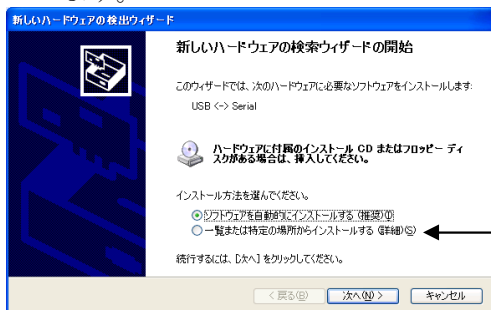 新しいハードウェアの検出ウィザード
新しいハードウェアの検索ウィザードの開始
このウィザードでは、次のハードウェアに必要なソフトウェアをインストールします:
USB <-> Serial
ハードウェアに付属のインストール CD またはフロッピー ディ
スクがある場合は、挿入してください。
インストール方法を選んでください。
ソフトウェアを自動的にインストールする (推奨)(I)
一覧または特定の場所からインストールする (詳細)(S)
続行するには、[次へ] をクリックしてください。
< 戻る(B)
次へ(N) >
キャンセル